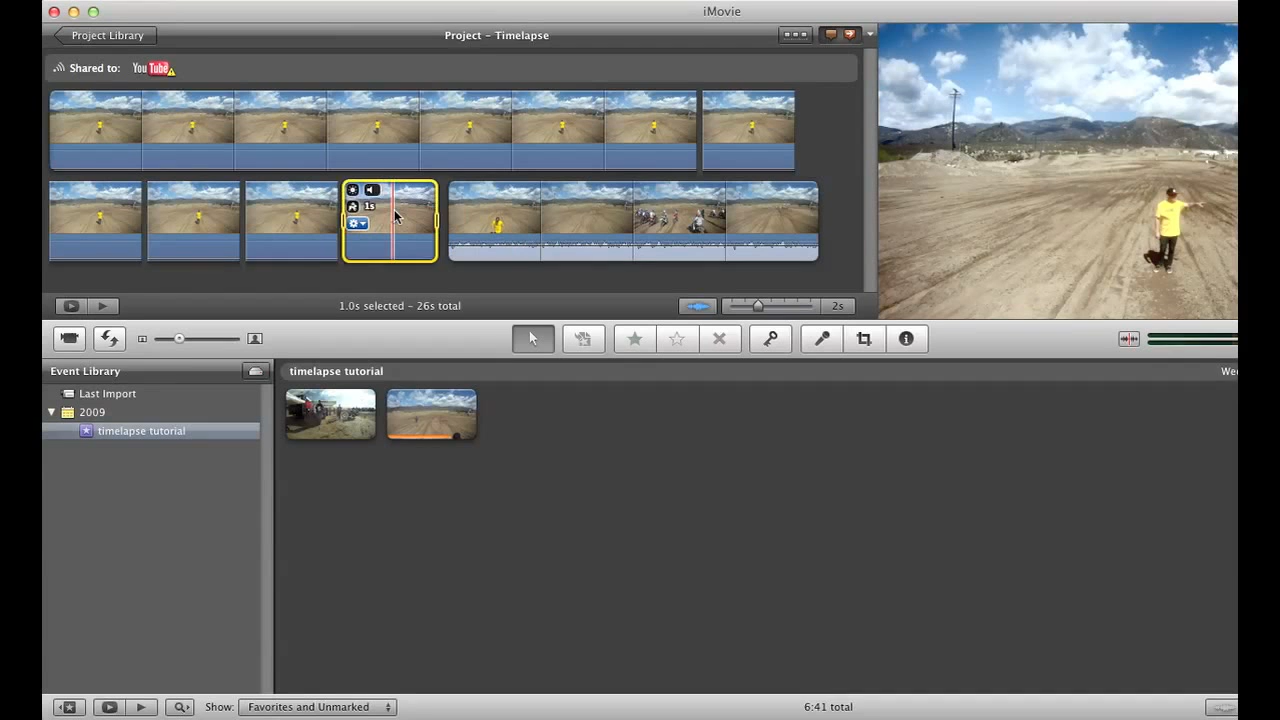 iMovie
Project Library
Project – Timelapse
Shared to: YouTube
1s
1.0s selected – 26s total
2s
Event Library
timelapse tutorial
We
Last Import
2009
timelapse tutorial
Show: Favorites and Unmarked
6:41 total